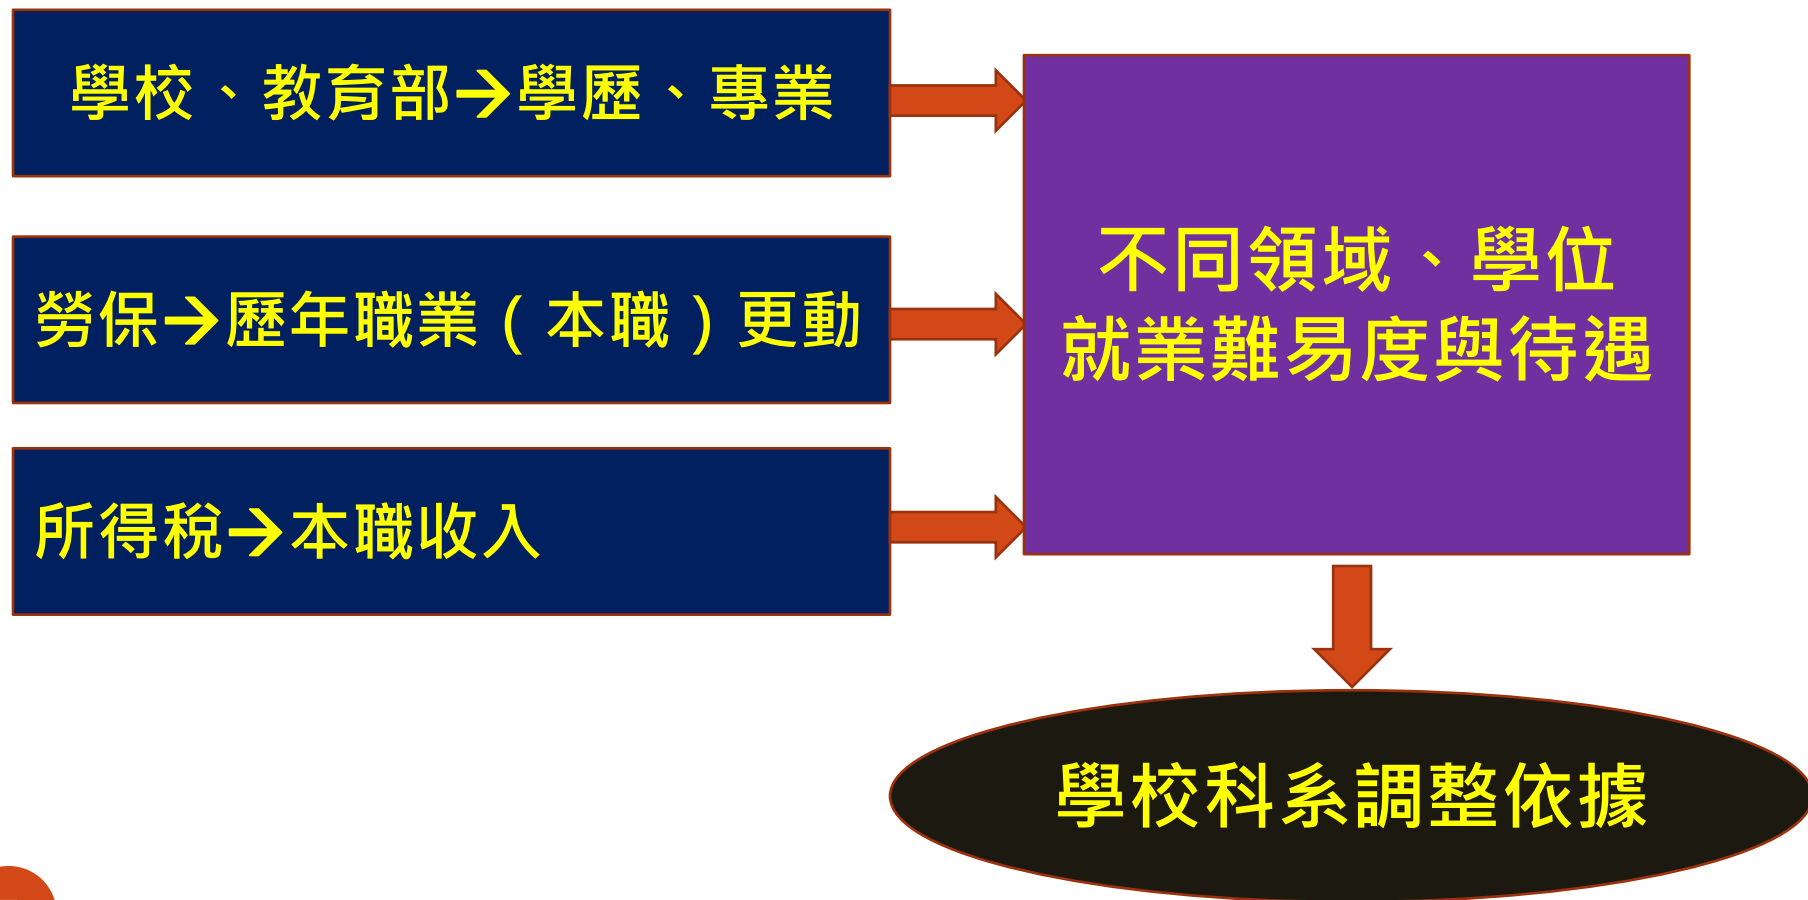 學校、教育部→學歷、專業
勞保→歷年職業(本職)更動
所得稅→本職收入
不同領域、學位
就業難易度與待遇
學校科系調整依據